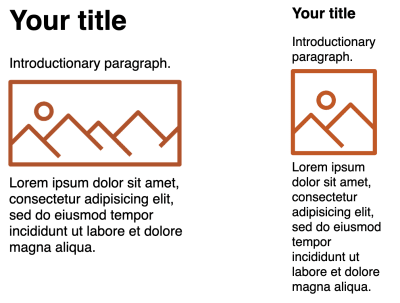 Your title
Introductionary paragraph.
Lorem ipsum dolor sit amet,
consectetur adipisicing elit,
sed do eiusmod tempor
incididunt ut labore et dolore
magna aliqua.
Your title
Introductionary
paragraph.
Lorem ipsum
dolor sit amet,
consectetur
adipisicing elit,
sed do eiusmod
tempor
incididunt ut
labore et dolore
magna aliqua.